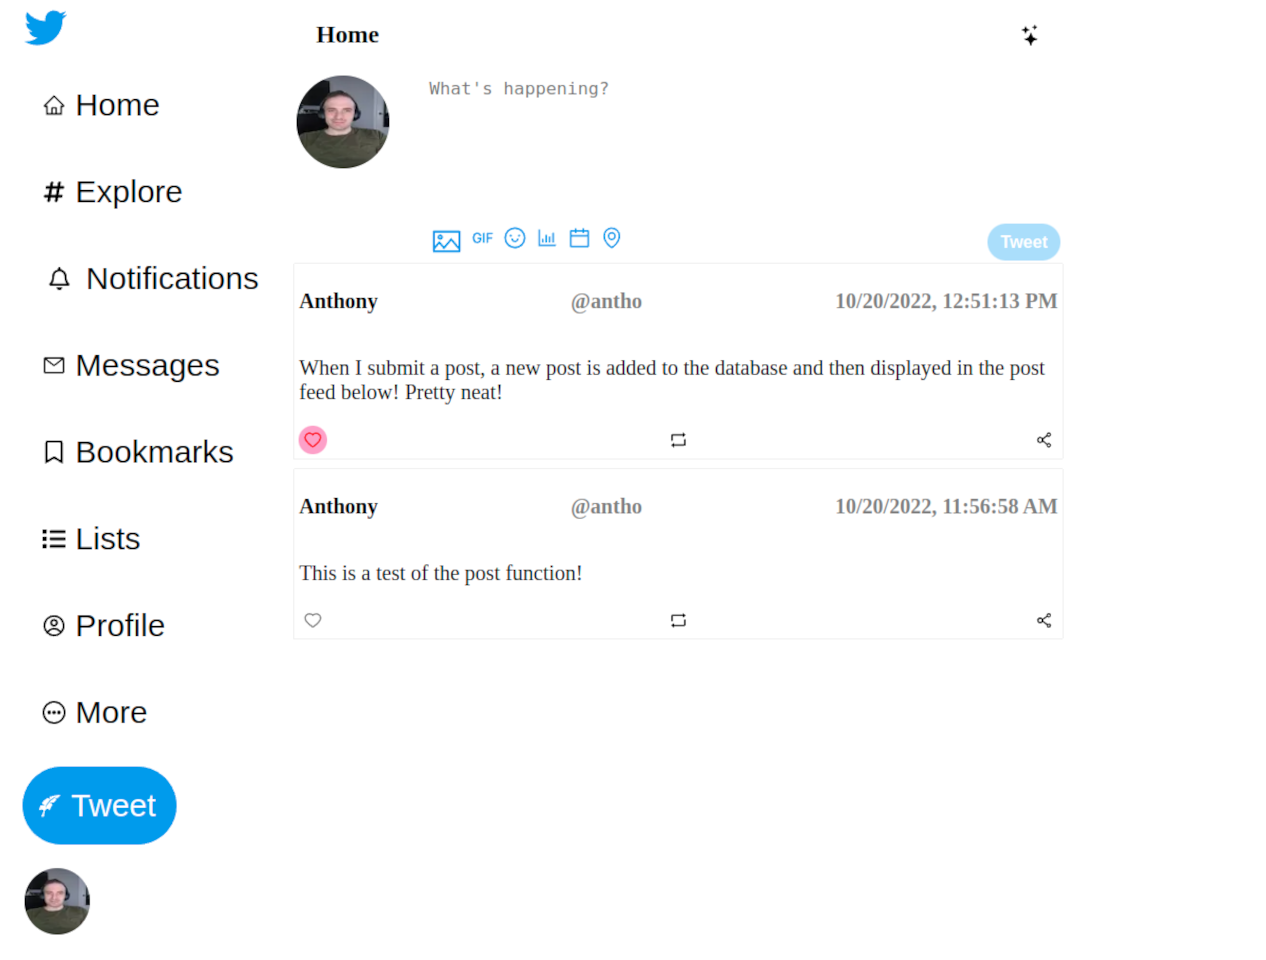 Home
Home
What's happening?
Explore
Notifications
Messages
Bookmarks
Lists
Profile
More
Tweet
GIF
Tweet
Anthony @antho 10/20/2022, 12:51:13 PM
When I submit a post, a new post is added to the database and then displayed in the post
feed below! Pretty neat!
Anthony @antho 10/20/2022, 11:56:58 AM
This is a test of the post function!